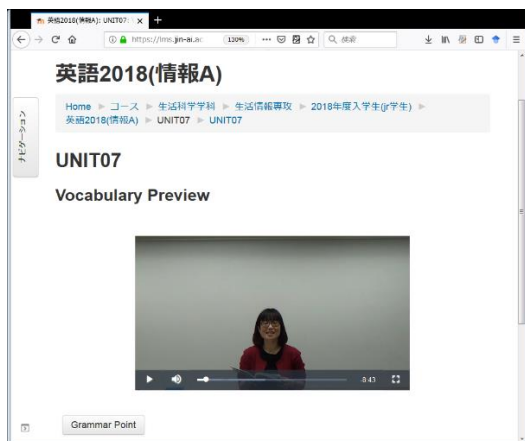 英語2018(情報A): UNIT07:
https://lms.jin-ai.ac
130%
検索
英語2018(情報A)
Home ► コース ► 生活科学学科 ► 生活情報専攻 ► 2018年度入学生(jr学生) ►
英語2018(情報A) ► UNIT07 ► UNIT07
ナビゲーション
UNIT07
Vocabulary Preview
8:43
Grammar Point